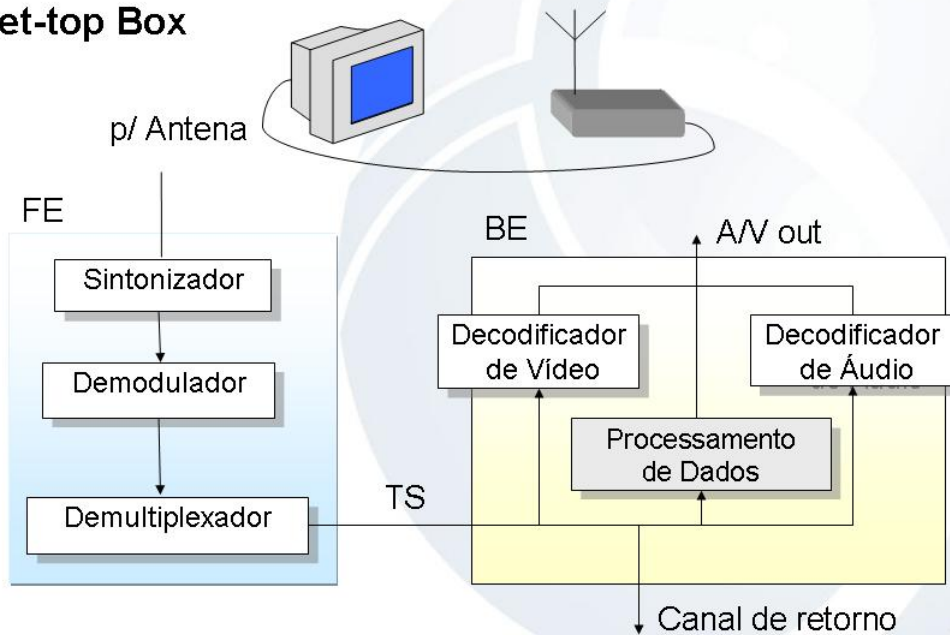 et-top Box
p/ Antena
FE
Sintonizador
Demodulador
Demultiplexador
TS
BE
A/V out
Decodificador
de Vídeo
Decodificador
de Áudio
Processamento
de Dados
Canal de retorno